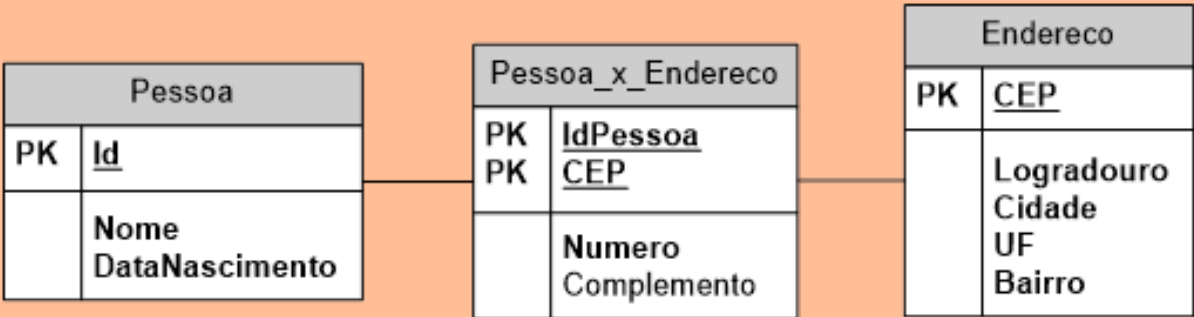 Pessoa
PK Id
Nome
DataNascimento
Pessoa_x_Endereco
PK IdPessoa
PK CEP
Numero
Complemento
Endereco
PK CEP
Logradouro
Cidade
UF
Bairro